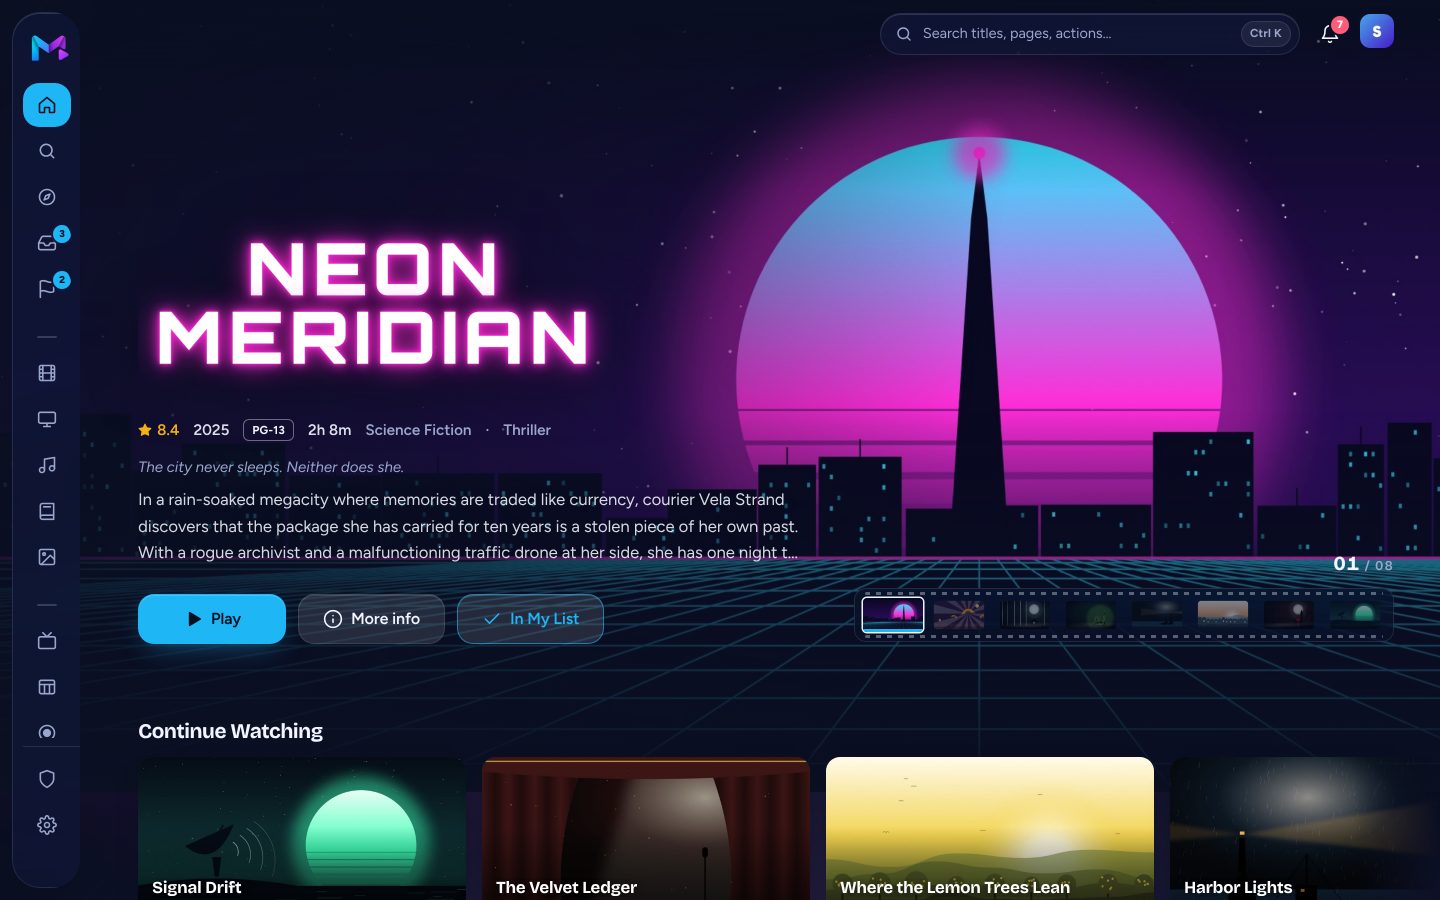 Search titles, pages, actions...
Ctrl K
7
S
3
2
NEON
MERIDIAN
8.4 2025 PG-13 2h 8m Science Fiction · Thriller
The city never sleeps. Neither does she.
In a rain-soaked megacity where memories are traded like currency, courier Vela Strand
discovers that the package she has carried for ten years is a stolen piece of her own past.
With a rogue archivist and a malfunctioning traffic drone at her side, she has one night t...
01 / 08
Play
More info
In My List
Continue Watching
Signal Drift
The Velvet Ledger
Where the Lemon Trees Lean
Harbor Lights